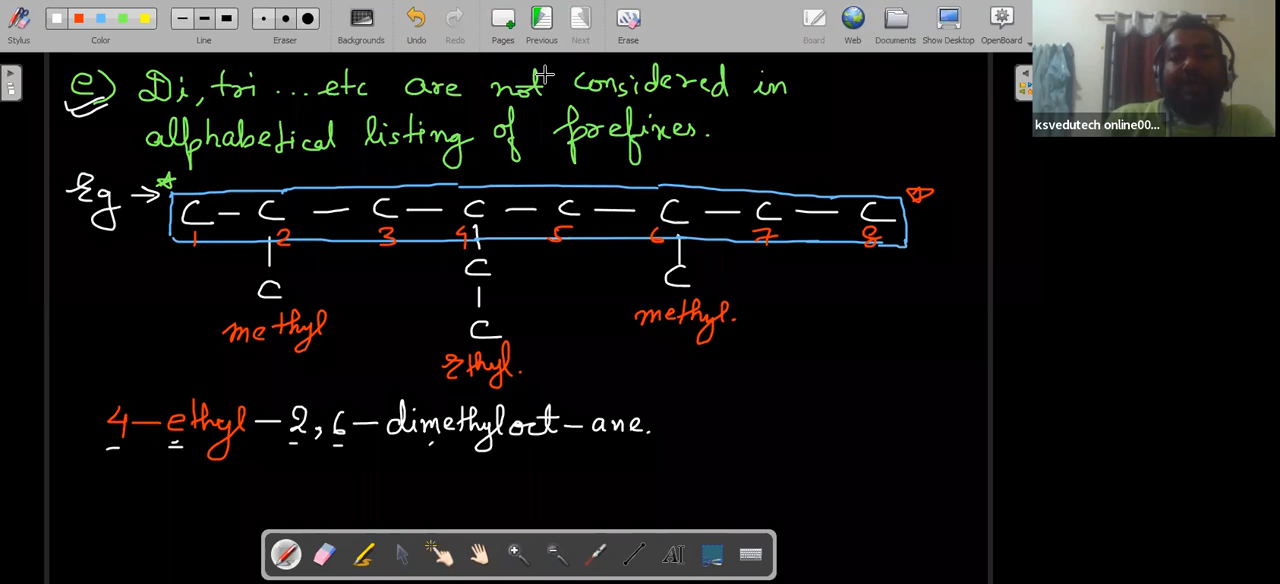 Stylus Color Line Eraser Backgrounds Undo Redo Pages Previous Next Erase Board Web Documents Show Desktop OpenBoard
ksvedutech online00...
e) Di, tri ... etc are not considered in
allphabetical listing of prefixes.
Eg → C – C – C – C – C – C – C – C
1 2 3 4 5 6 7 8
C C C
methyl Ethyl. methyl.
C
4 – ethyl – 2, 6 – dimethyloct – ane.
AI